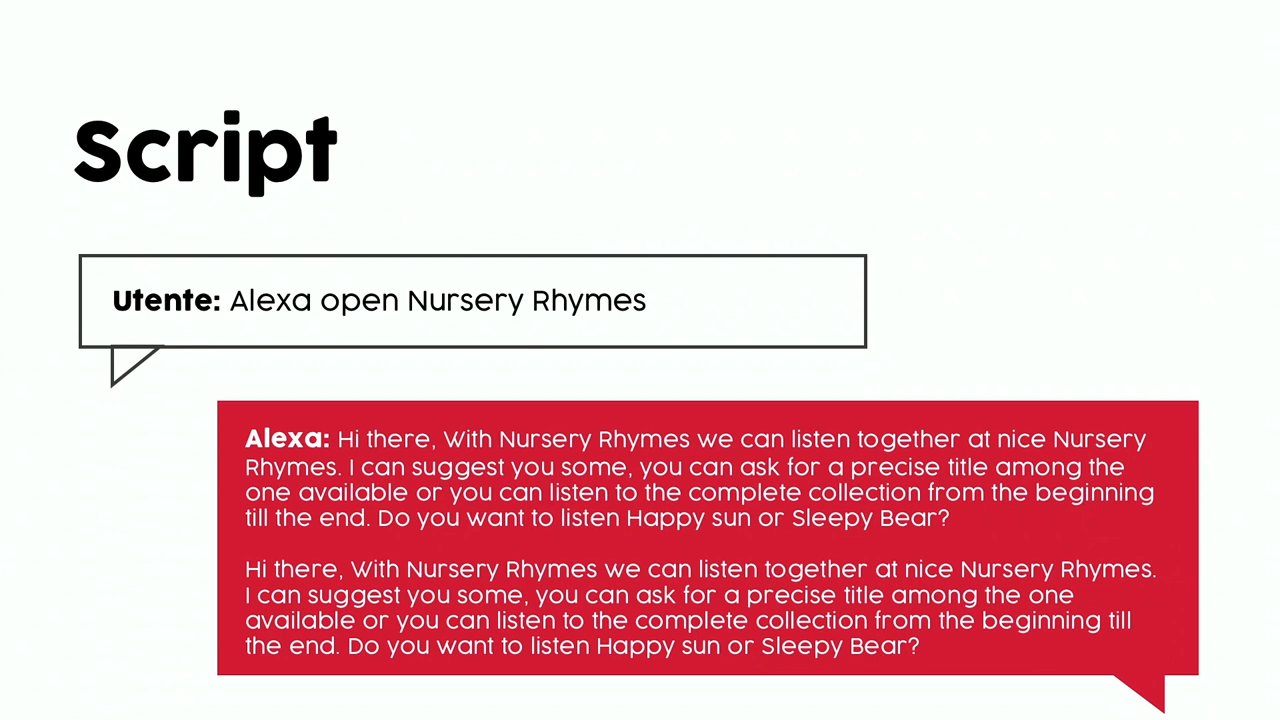 Script
Utente: Alexa open Nursery Rhymes
Alexa: Hi there, With Nursery Rhymes we can listen together at nice Nursery
Rhymes. I can suggest you some, you can ask for a precise title among the
one available or you can listen to the complete collection from the beginning
till the end. Do you want to listen Happy sun or Sleepy Bear?
Hi there, With Nursery Rhymes we can listen together at nice Nursery Rhymes.
I can suggest you some, you can ask for a precise title among the one
available or you can listen to the complete collection from the beginning till
the end. Do you want to listen Happy sun or Sleepy Bear?